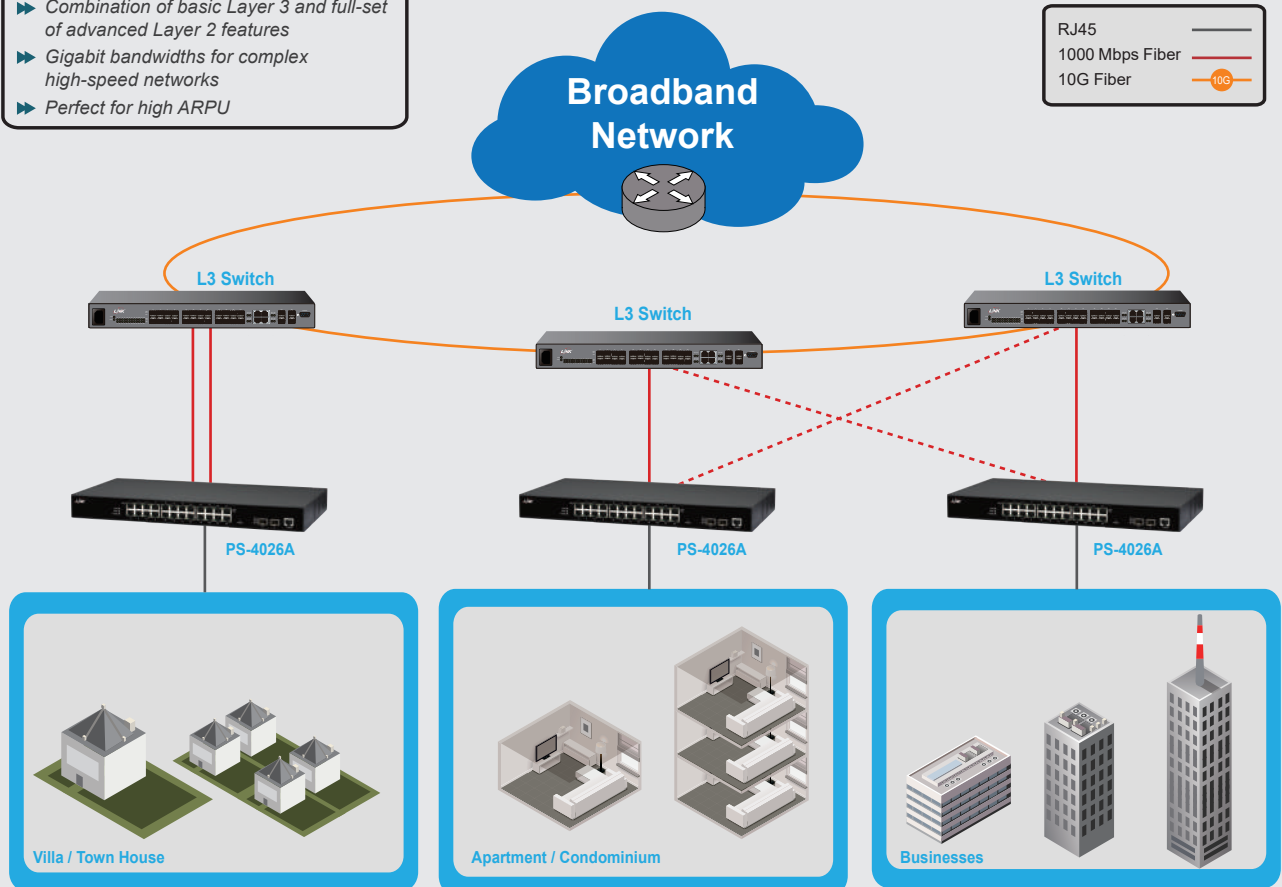 Combination of basic Layer 3 and full-set
of advanced Layer 2 features
Gigabit bandwidths for complex
high-speed networks
Perfect for high ARPU
RJ45
1000 Mbps Fiber
10G Fiber
10G
Broadband
Network
L3 Switch
L3 Switch
L3 Switch
PS-4026A
PS-4026A
PS-4026A
Villa / Town House
Apartment / Condominium
Businesses